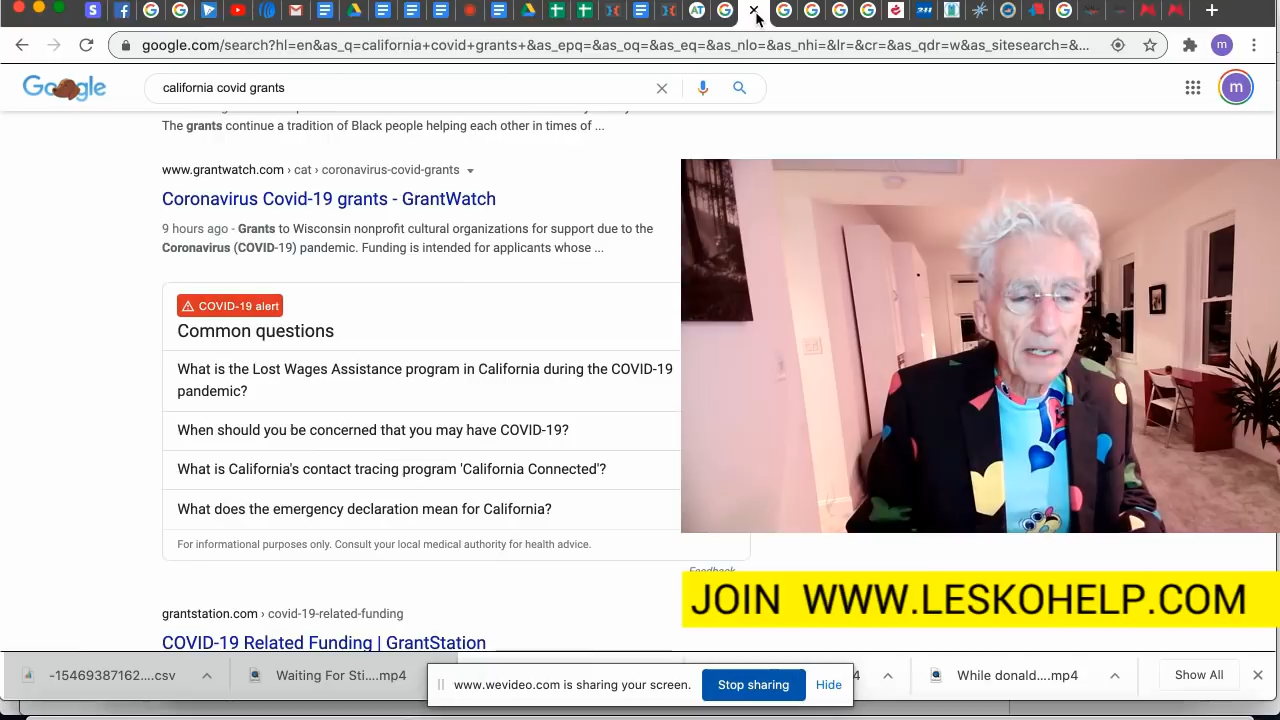 google.com/search?hl=en&as_q=california+covid+grants+&as_epq=&as_oq=&as_eq=&as_nlo=&as_nhi=&lr=&cr=&as_qdr=w&as_sitesearch=&...
m
Google
california covid grants
m
The grants continue a tradition of Black people helping each other in times of ...
www.grantwatch.com › cat › coronavirus-covid-grants
Coronavirus Covid-19 grants - GrantWatch
9 hours ago - Grants to Wisconsin nonprofit cultural organizations for support due to the
Coronavirus (COVID-19) pandemic. Funding is intended for applicants whose ...
COVID-19 alert
Common questions
What is the Lost Wages Assistance program in California during the COVID-19
pandemic?
When should you be concerned that you may have COVID-19?
What is California's contact tracing program 'California Connected'?
What does the emergency declaration mean for California?
For informational purposes only. Consult your local medical authority for health advice.
Feedback
JOIN WWW.LESKOHELP.COM
grantstation.com › covid-19-related-funding
COVID-19 Related Funding | GrantStation
-15469387162....csv
Waiting For Sti....mp4
www.wevideo.com is sharing your screen.
Stop sharing
Hide
4
While donald....mp4
Show All